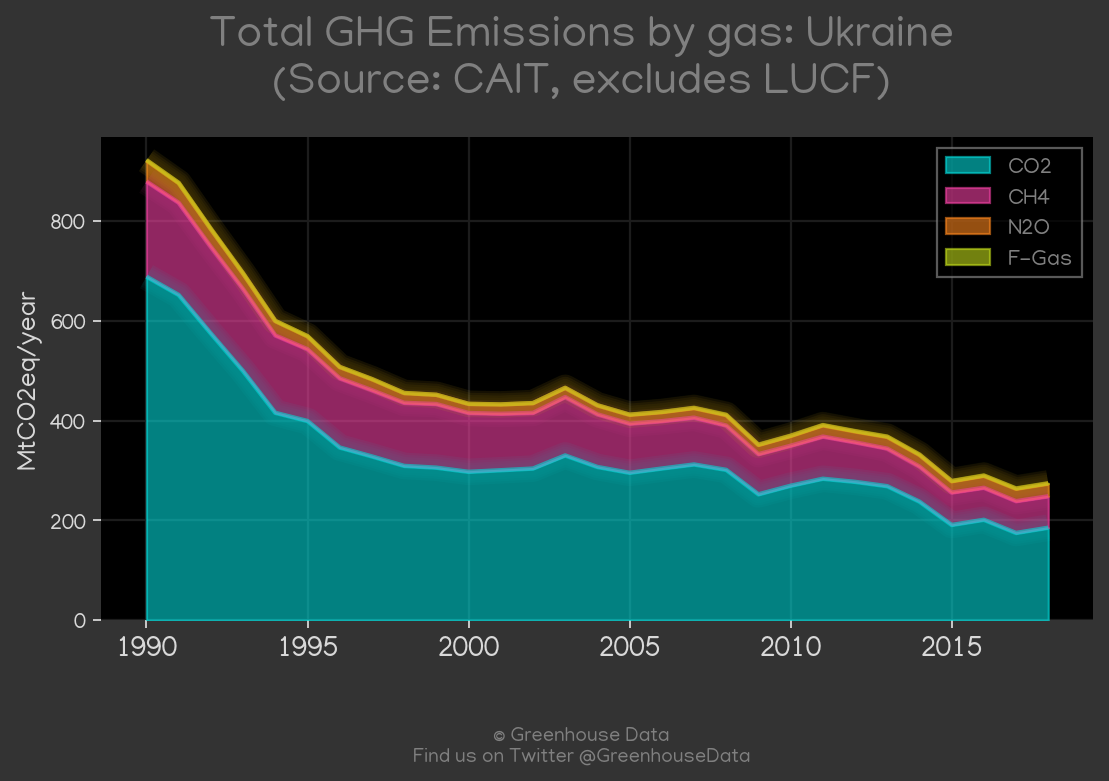 Total GHG Emissions by gas: Ukraine
(Source: CAIT, excludes LUCF)
CO2
CH4
N2O
F-Gas
MtCO2eq/year
800
600
400
200
0
1990 1995 2000 2005 2010 2015
© Greenhouse Data
Find us on Twitter @GreenhouseData